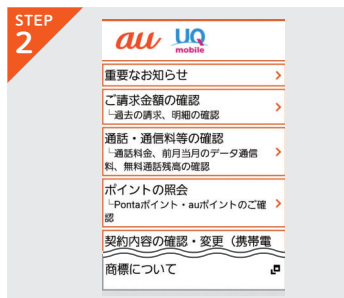 STEP
2
au UQ
mobile
重要なお知らせ
ご請求金額の確認
└過去の請求、明細の確認
通話・通信料等の確認
└通話料金、前月当月のデータ通信
料、無料通話残高の確認
ポイントの照会
└Pontaポイント・auポイントのご確
認
契約内容の確認・変更（携帯電
商標について